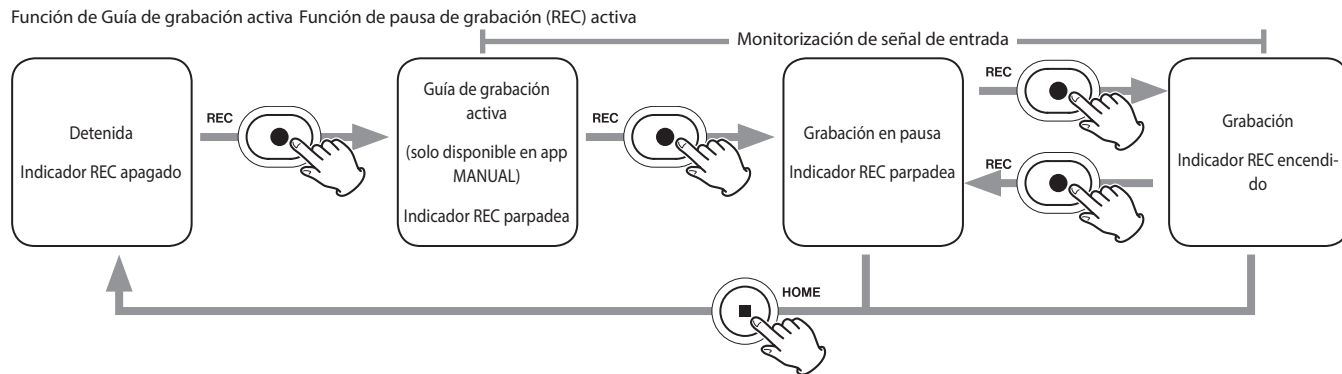 Función de Guía de grabación activa Función de pausa de grabación (REC) activa
Monitorización de señal de entrada
Detenida
Indicador REC apagado
REC
Guía de grabación
activa
(solo disponible en app
MANUAL)
Indicador REC parpadea
REC
Grabación en pausa
Indicador REC parpadea
REC
REC
Grabación
Indicador REC encendi-
do
HOME